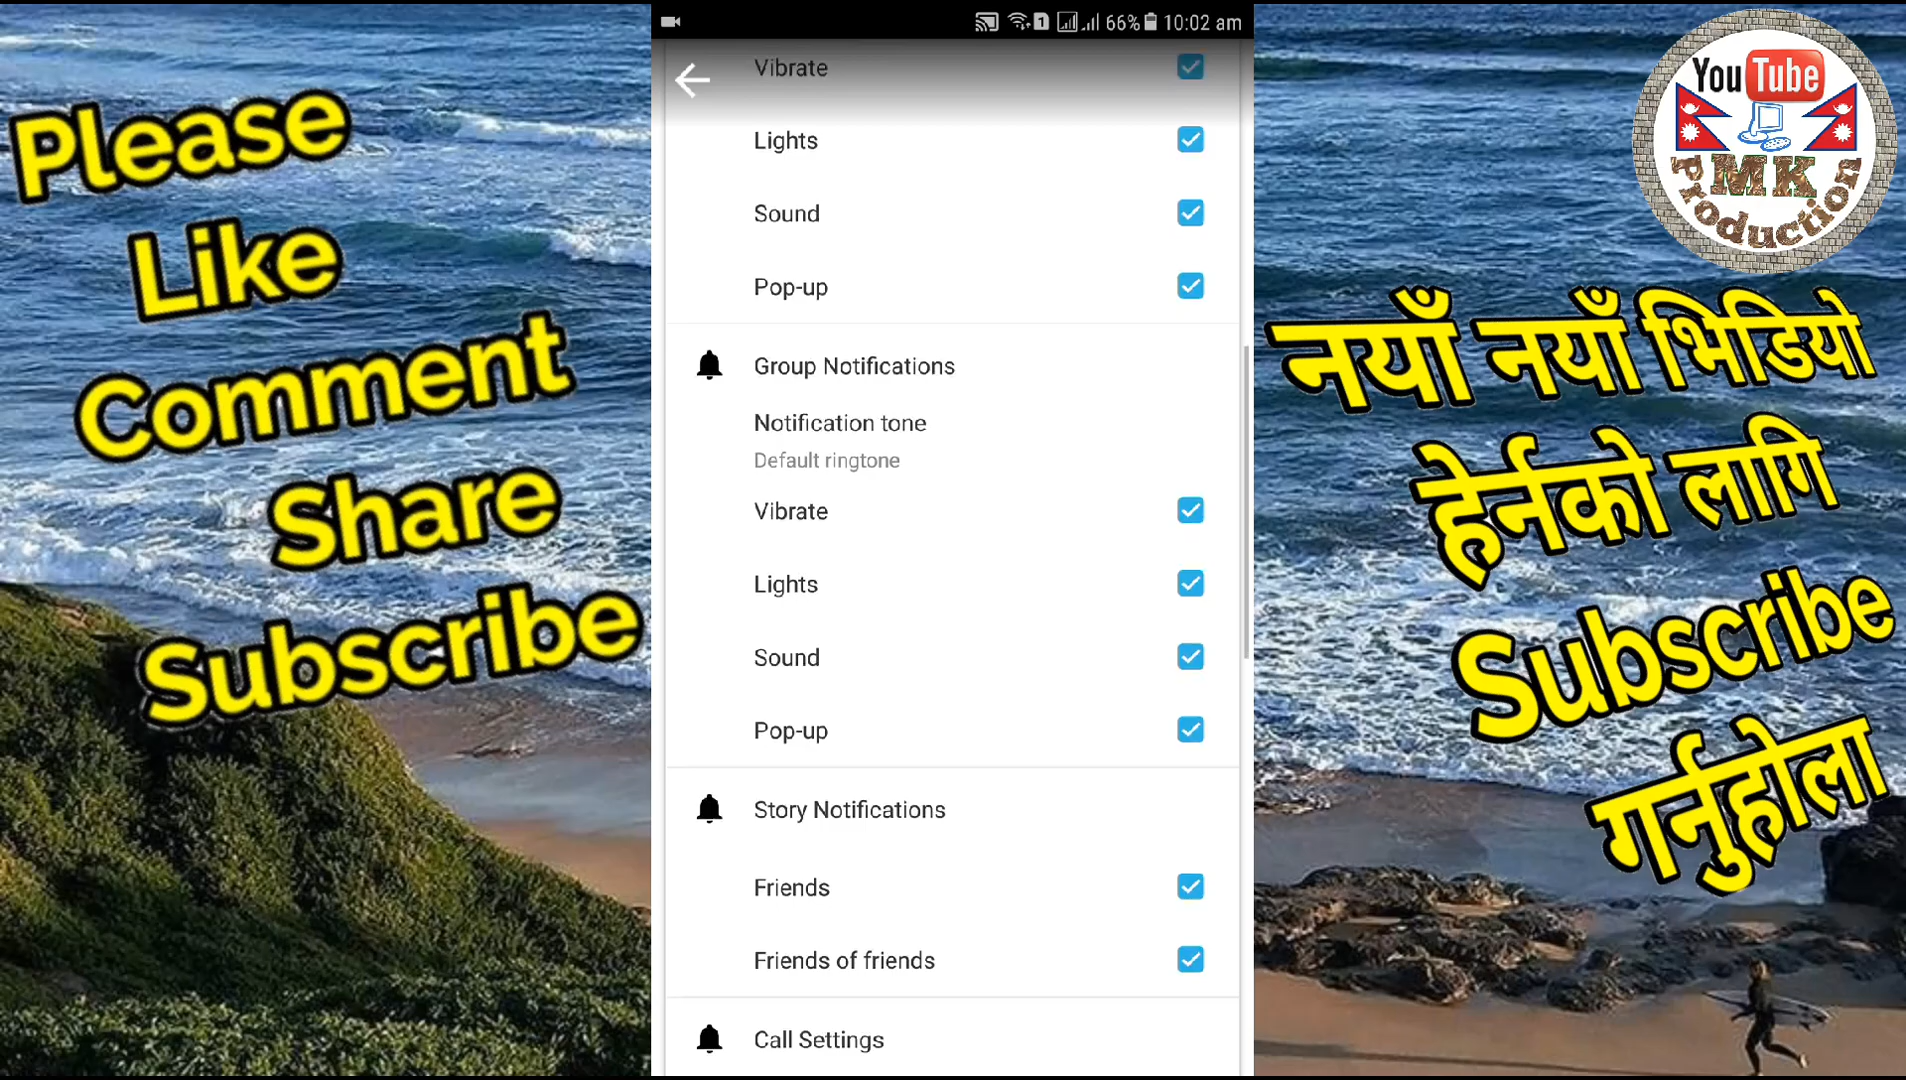 Please
Like
Comment
Share
Subscribe
1 66% 10:02 am
Vibrate
Lights
Sound
Pop-up
Group Notifications
Notification tone
Default ringtone
Vibrate
Lights
Sound
Pop-up
Story Notifications
Friends
Friends of friends
Call Settings
YouTube
MK
Production
नयाँ नयाँ भिडियो
हेर्नको लागि
Subscribe
गर्नुहोला